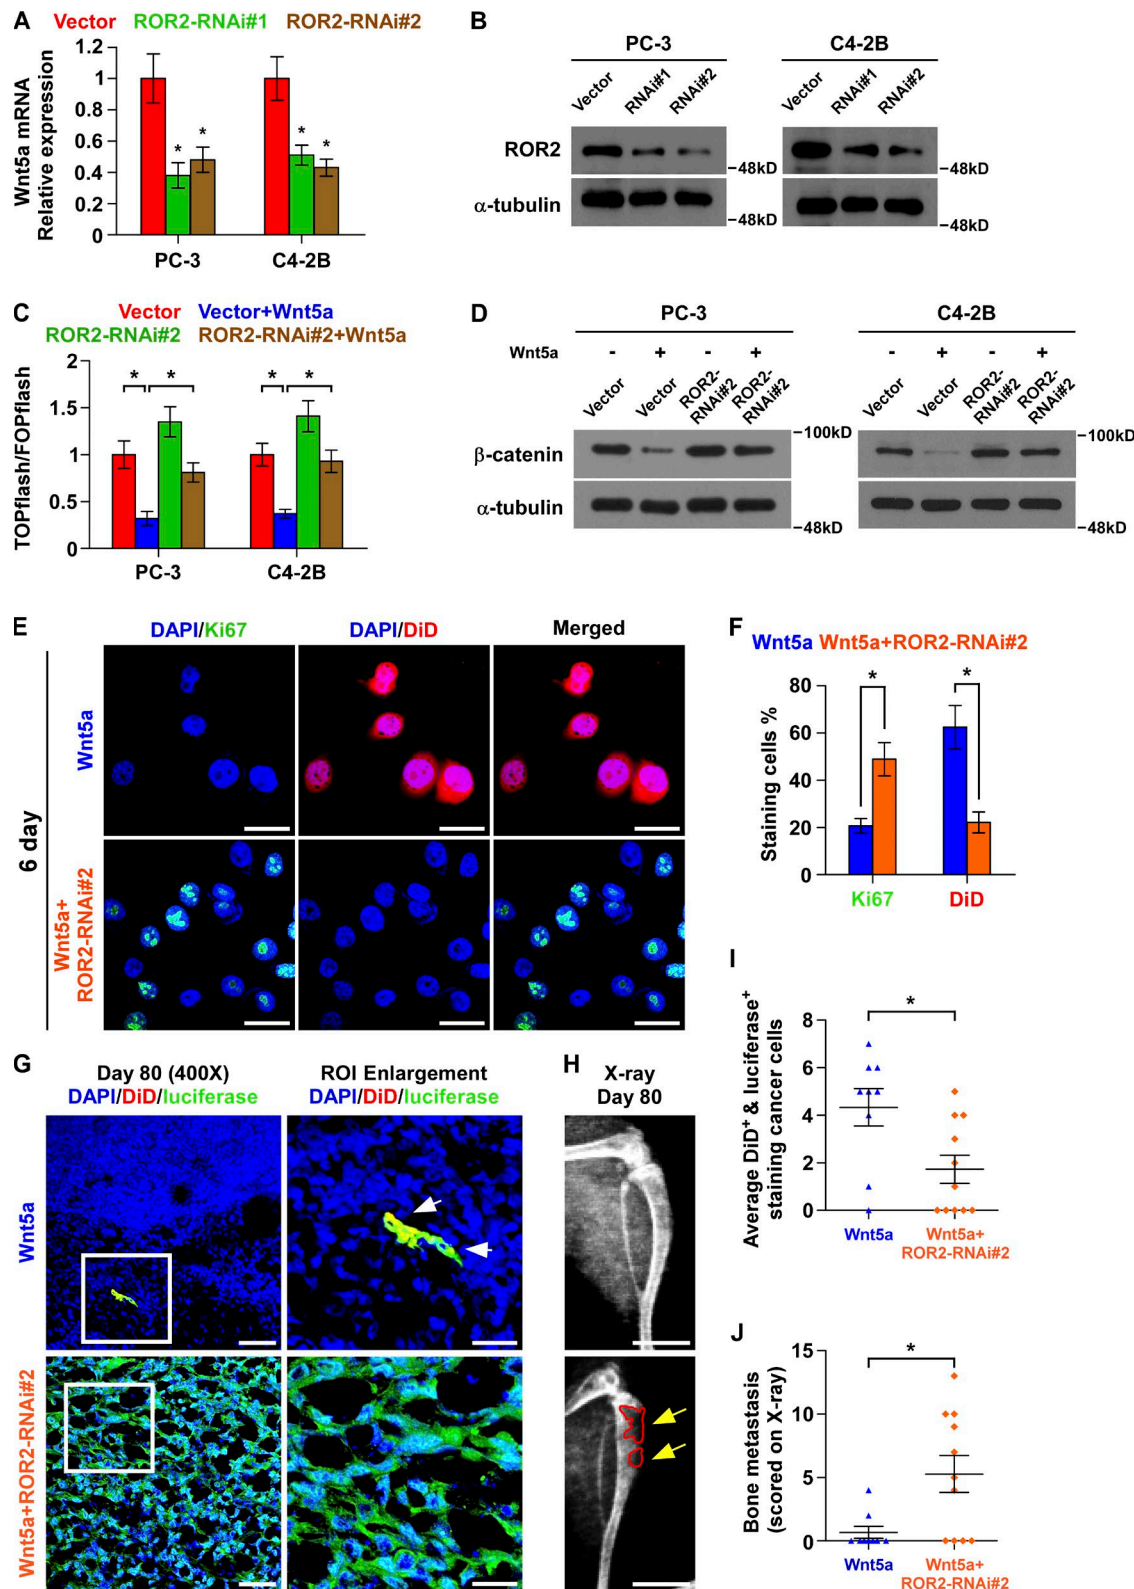 A
Vector ROR2-RNAi#1 ROR2-RNAi#2
Wnt5a mRNA
Relative expression
1.2
1
0.8
0.6
0.4
0.2
0
* * * *
PC-3 C4-2B
B
PC-3 C4-2B
Vector RNAi#1 RNAi#2 Vector RNAi#1 RNAi#2
ROR2
–48kD –48kD
α-tubulin
–48kD –48kD
C
Vector Vector+Wnt5a
ROR2-RNAi#2 ROR2-RNAi#2+Wnt5a
TOPflash/FOPflash
2
1.5
1
0.5
0
* * * *
PC-3 C4-2B
D
PC-3 C4-2B
Wnt5a - + - + - + - +
Vector Vector ROR2-RNAi#2 ROR2-RNAi#2 Vector Vector ROR2-RNAi#2 ROR2-RNAi#2
–100kD –100kD
β-catenin
α-tubulin
–48kD –48kD
E
DAPI/Ki67 DAPI/DiD Merged
6 day
Wnt5a
Wnt5a+
ROR2-RNAi#2
F
Wnt5a Wnt5a+ROR2-RNAi#2
Staining cells %
80
60
40
20
0
* *
Ki67 DiD
G
Day 80 (400X) ROI Enlargement
DAPI/DiD/luciferase DAPI/DiD/luciferase
Wnt5a
Wnt5a+ROR2-RNAi#2
H
X-ray
Day 80
I
Average DiD+ & luciferase+
staining cancer cells
8
6
4
2
0
*
Wnt5a Wnt5a+
ROR2-RNAi#2
J
Bone metastasis
(scored on X-ray)
15
10
5
0
*
Wnt5a Wnt5a+
ROR2-RNAi#2